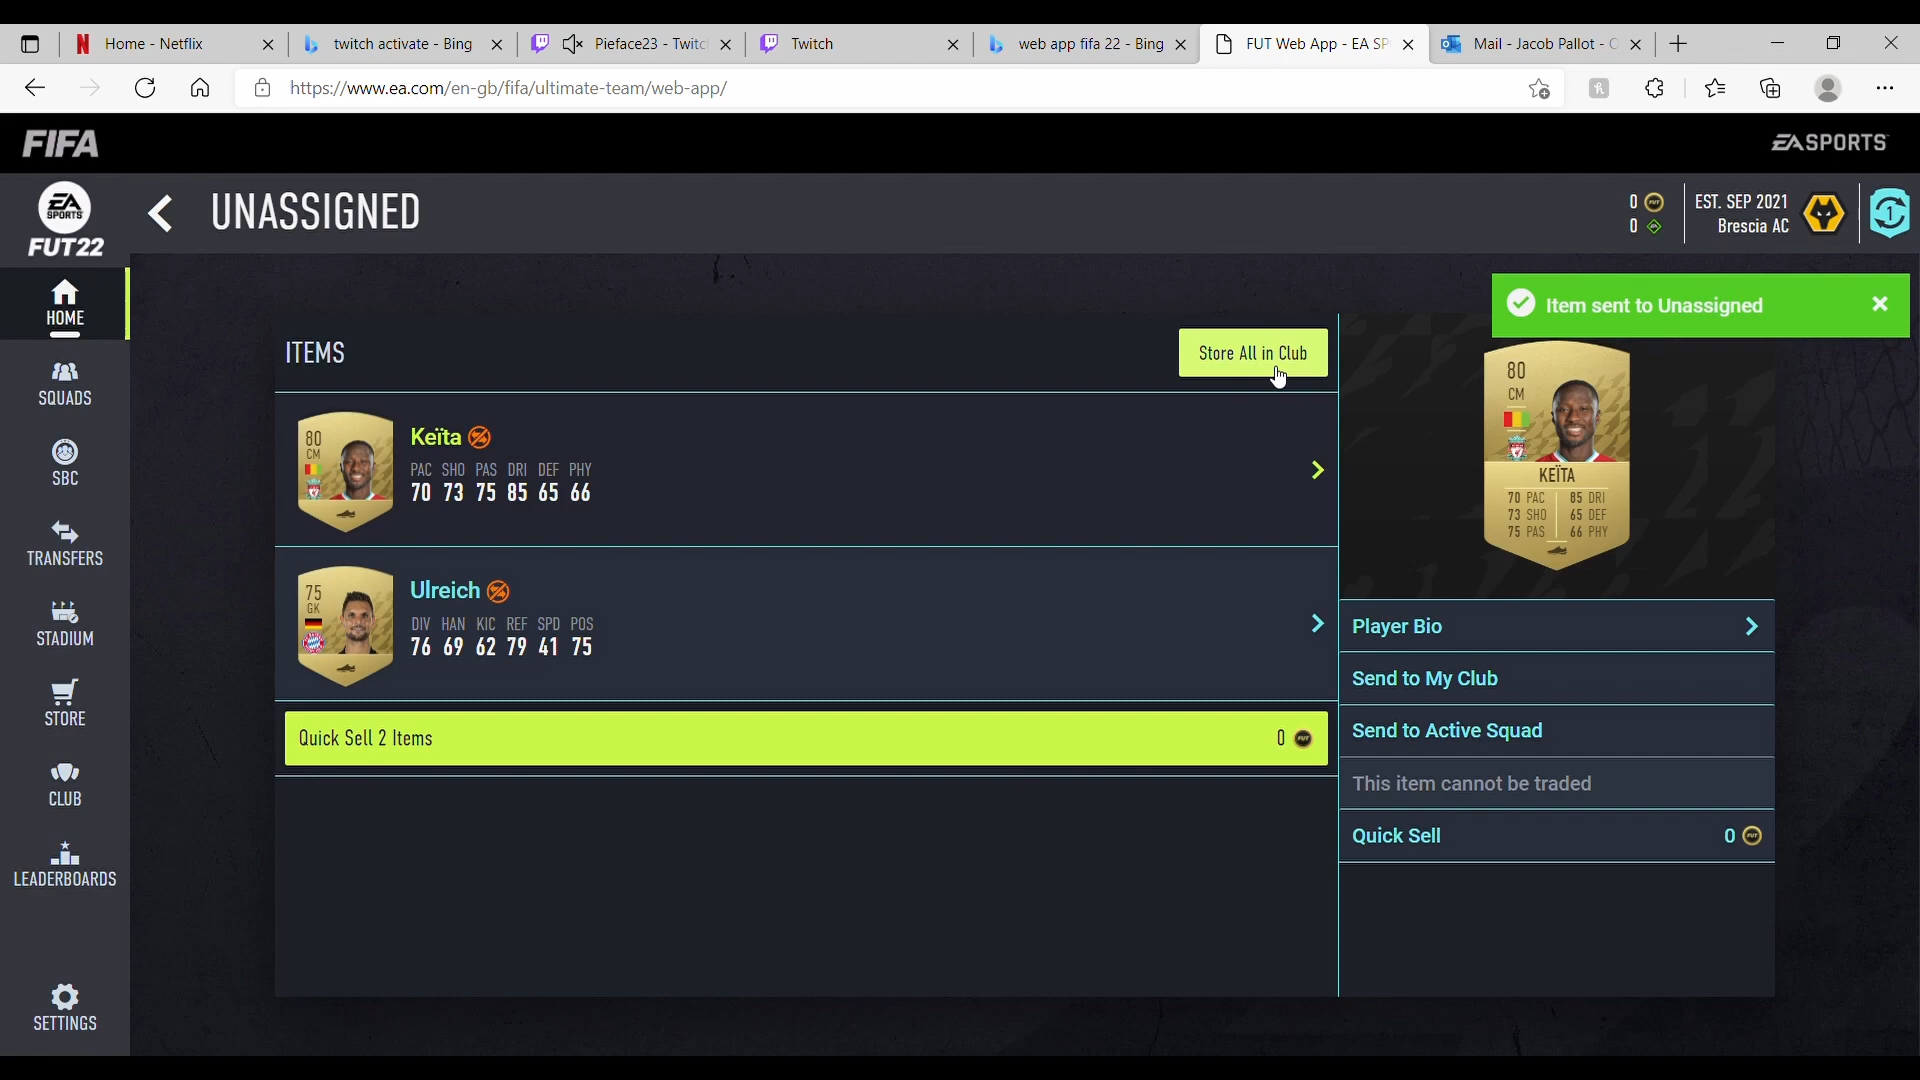 Home - Netflix
twitch activate - Bing
Pieface23 - Twitc
Twitch
web app fifa 22 - Bing
FUT Web App - EA SP
Mail - Jacob Pallot - O
https://www.ea.com/en-gb/fifa/ultimate-team/web-app/
FIFA
EA SPORTS
EA SPORTS
FUT22
UNASSIGNED
0
0
EST. SEP 2021
Brescia AC
1
HOME
SQUADS
SBC
TRANSFERS
STADIUM
STORE
CLUB
LEADERBOARDS
SETTINGS
Item sent to Unassigned
ITEMS
Store All in Club
80
CM
Keïta
PAC SHO PAS DRI DEF PHY
70 73 75 85 65 66
75
GK
Ulreich
DIV HAN KIC REF SPD POS
76 69 62 79 41 75
Quick Sell 2 Items 0
80
CM
KEÏTA
70 PAC 85 DRI
73 SHO 65 DEF
75 PAS 66 PHY
Player Bio
Send to My Club
Send to Active Squad
This item cannot be traded
Quick Sell 0